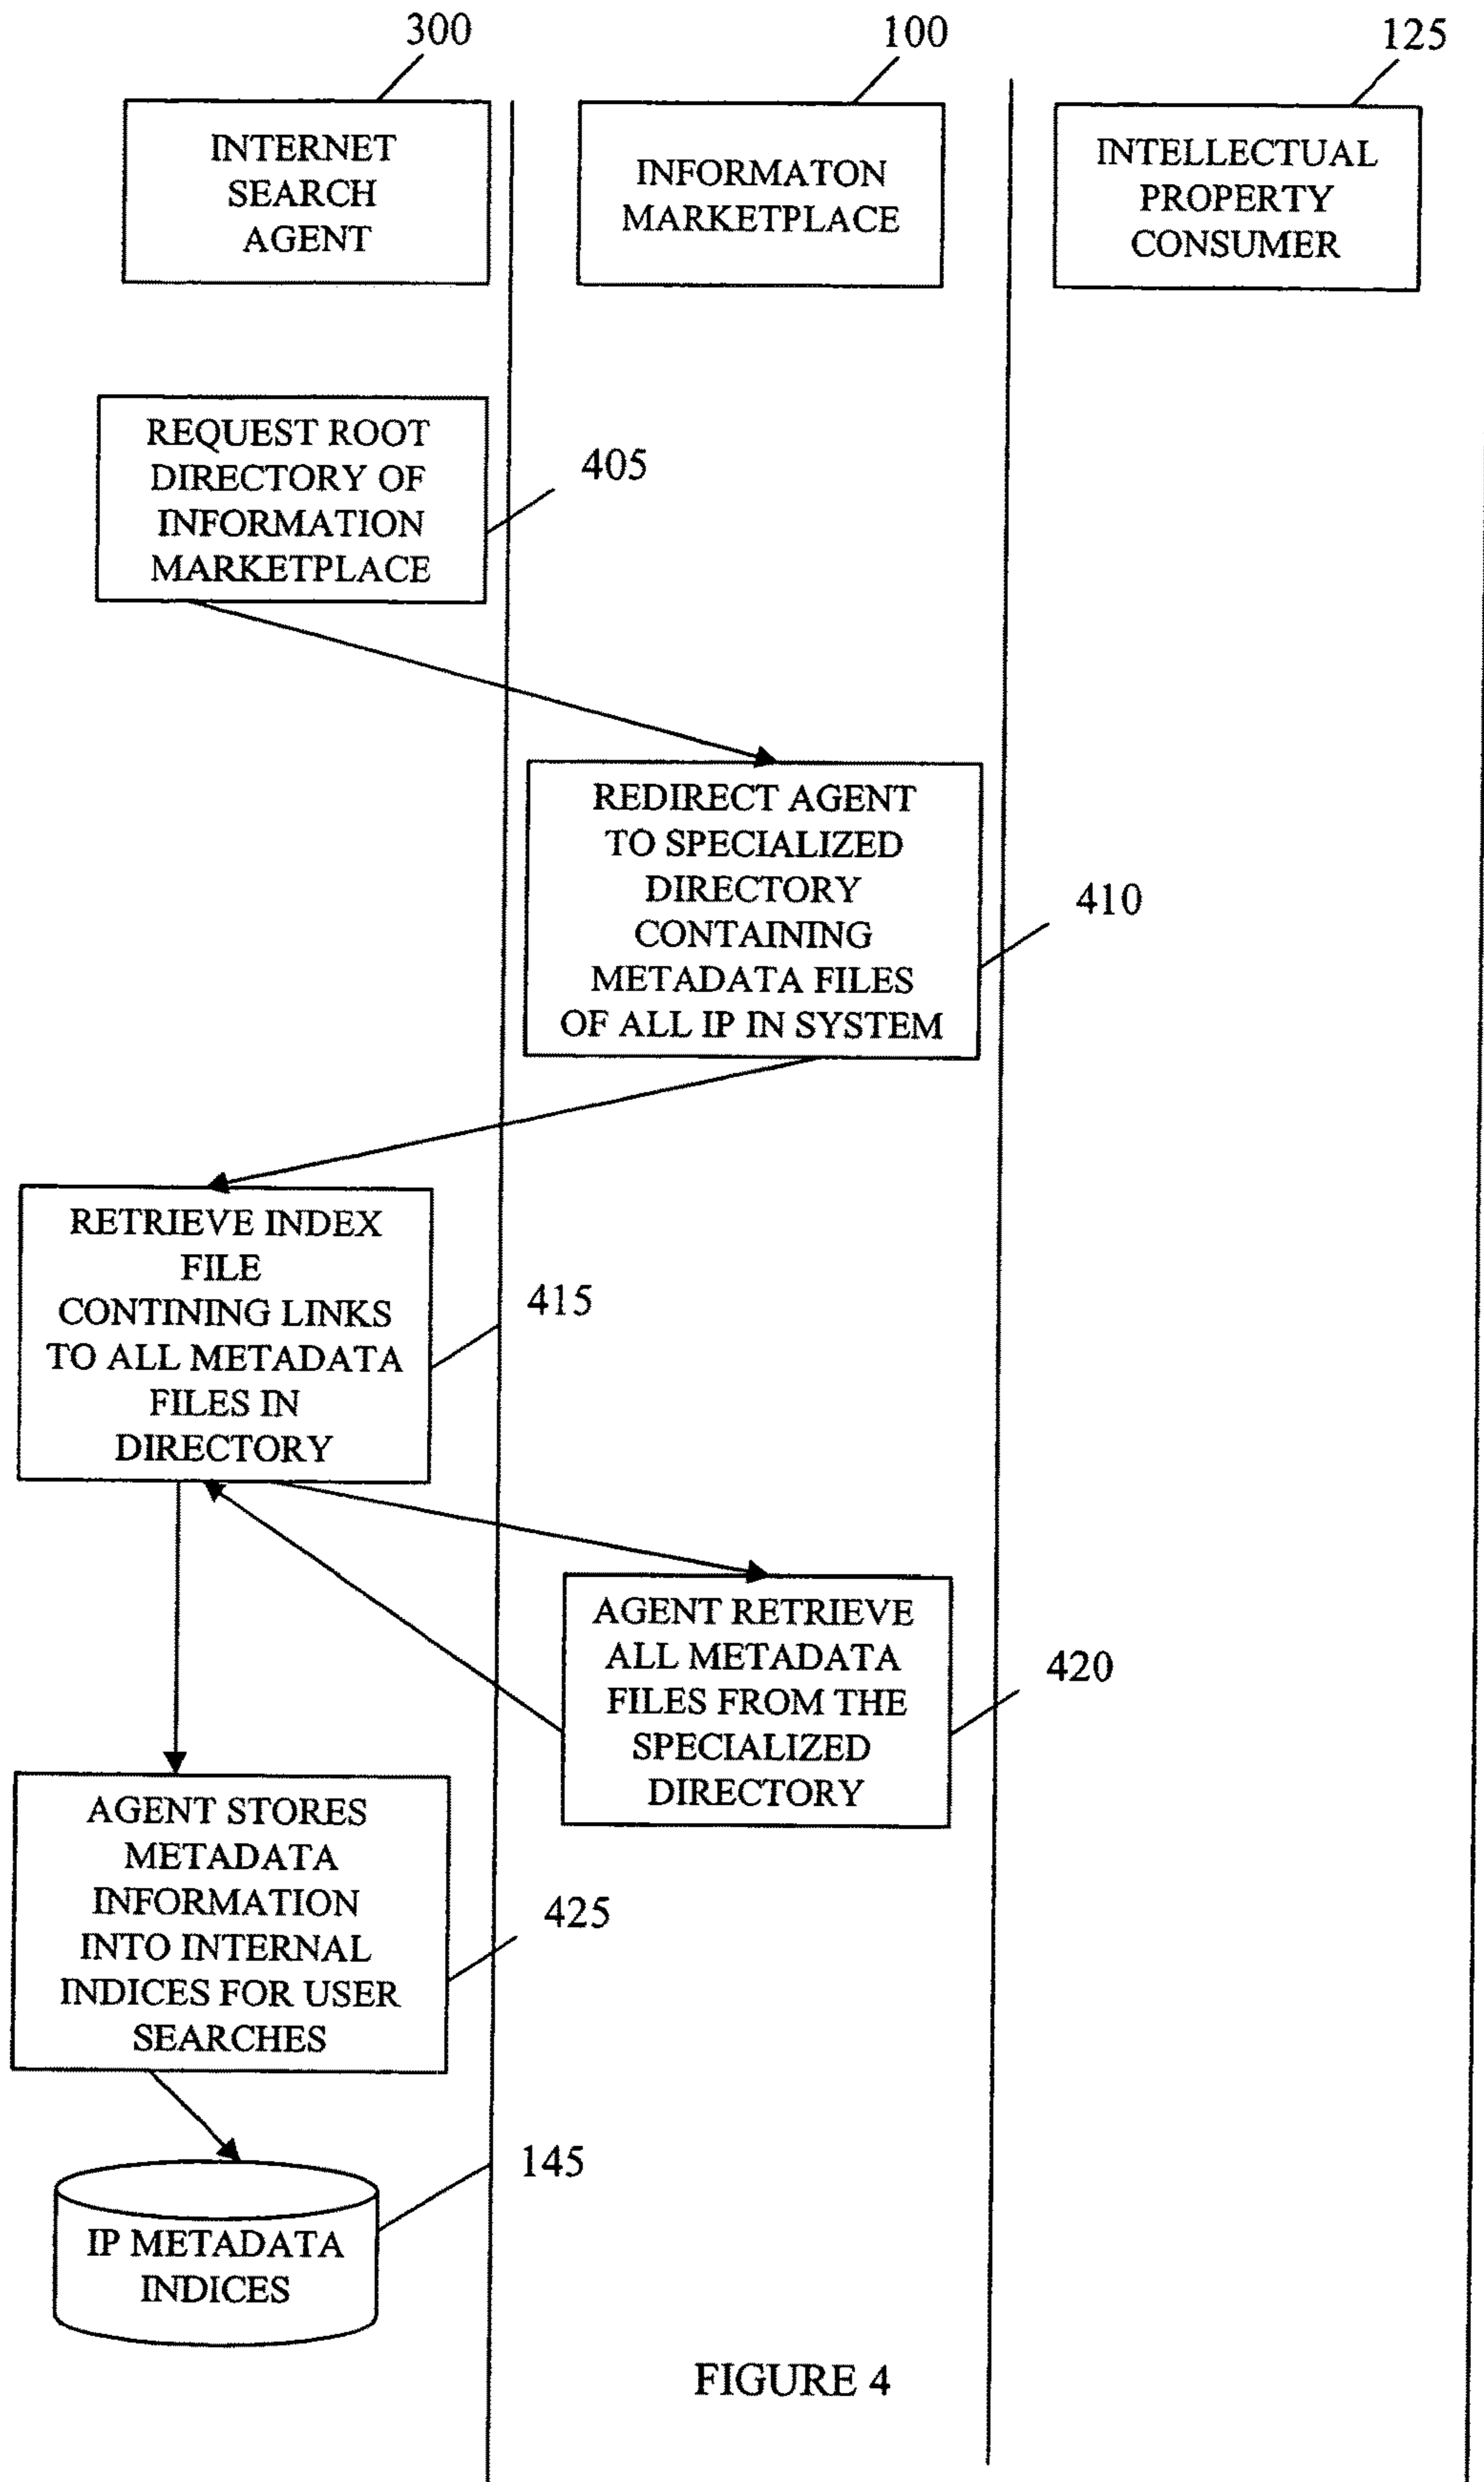 300
100
125
INTERNET
SEARCH
AGENT
INFORMATON
MARKETPLACE
INTELLECTUAL
PROPERTY
CONSUMER
REQUEST ROOT
DIRECTORY OF
INFORMATION
MARKETPLACE
405
REDIRECT AGENT
TO SPECIALIZED
DIRECTORY
CONTAINING
METADATA FILES
OF ALL IP IN SYSTEM
410
RETRIEVE INDEX
FILE
CONTINING LINKS
TO ALL METADATA
FILES IN
DIRECTORY
415
AGENT RETRIEVE
ALL METADATA
FILES FROM THE
SPECIALIZED
DIRECTORY
420
AGENT STORES
METADATA
INFORMATION
INTO INTERNAL
INDICES FOR USER
SEARCHES
425
145
IP METADATA
INDICES
FIGURE 4